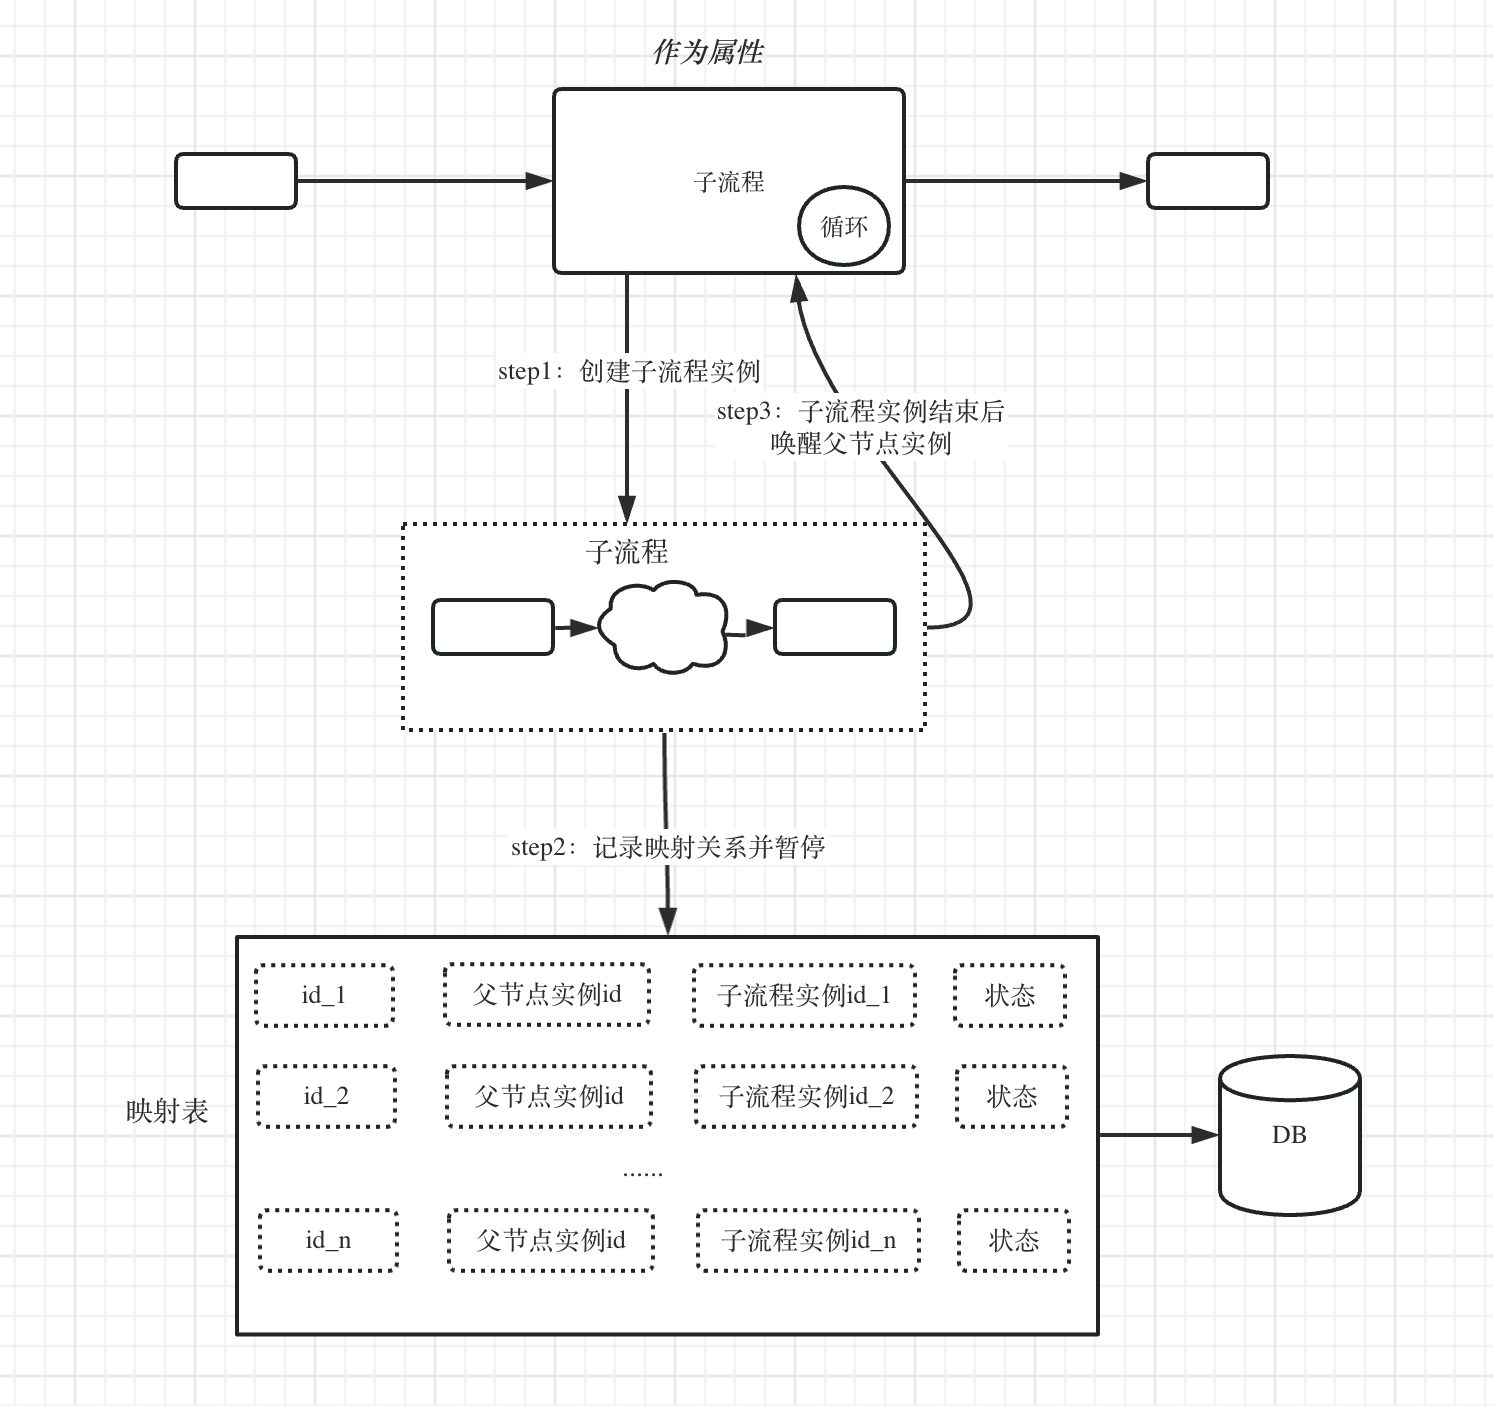 作为属性
子流程
循环
step1：创建子流程实例
step3：子流程实例结束后
唤醒父节点实例
子流程
step2：记录映射关系并暂停
id_1 父节点实例id 子流程实例id_1 状态
id_2 父节点实例id 子流程实例id_2 状态
映射表
DB
......
id_n 父节点实例id 子流程实例id_n 状态